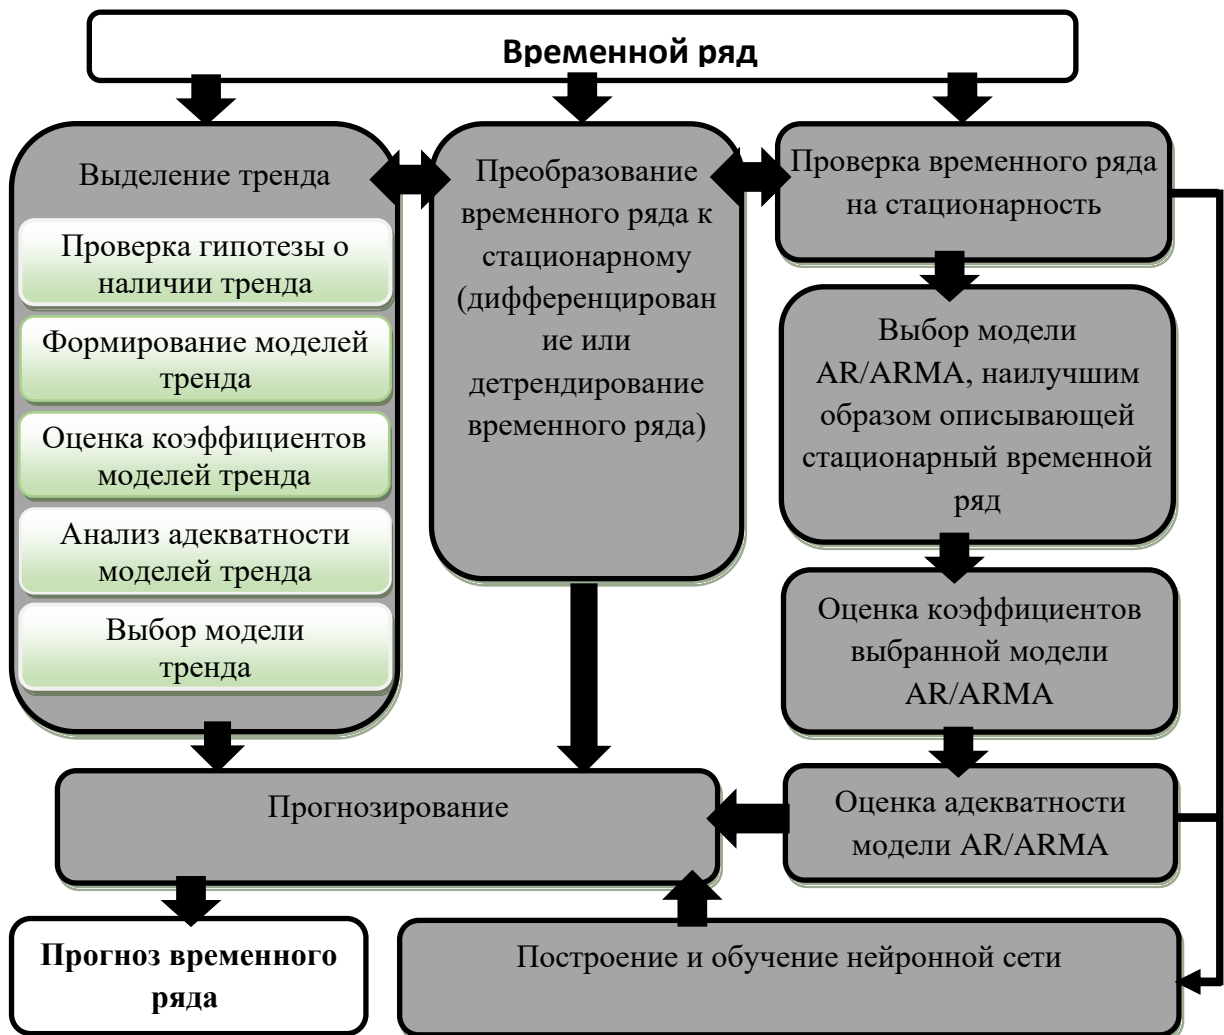 Временной ряд
Выделение тренда
Проверка гипотезы о
наличии тренда
Формирование моделей
тренда
Оценка коэффициентов
моделей тренда
Анализ адекватности
моделей тренда
Выбор модели
тренда
Преобразование
временного ряда к
стационарному
(дифференцирован
ие или
детрендирование
временного ряда)
Проверка временного ряда
на стационарность
Выбор модели
AR/ARMA, наилучшим
образом описывающей
стационарный временной
ряд
Оценка коэффициентов
выбранной модели
AR/ARMA
Оценка адекватности
модели AR/ARMA
Прогнозирование
Построение и обучение нейронной сети
Прогноз временного
ряда